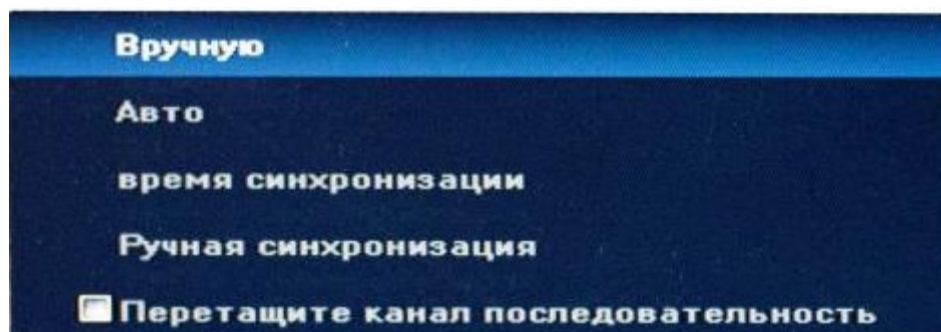 Вручную
Авто
время синхронизации
Ручная синхронизация
Перетащите канал последовательность